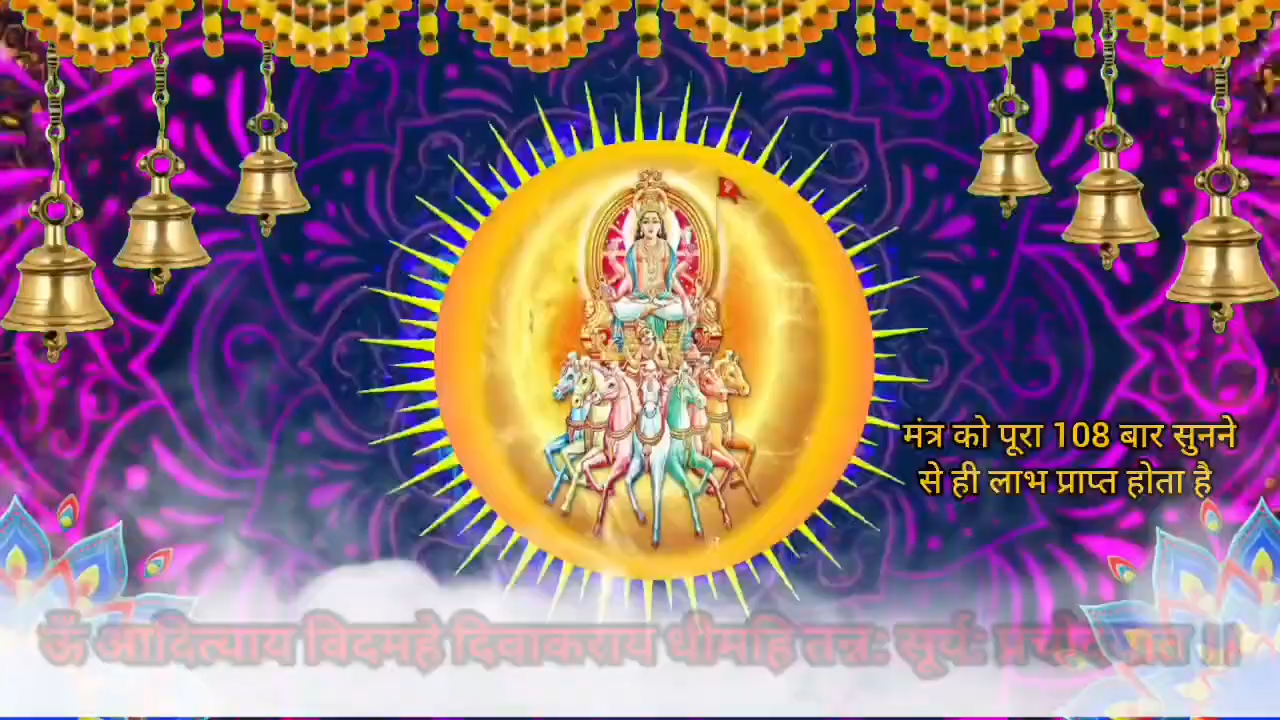 मंत्र को पूरा 108 बार सुनने
से ही लाभ प्राप्त होता है
ॐ आदित्याय विदमहे दिवाकराय धीमहि तन्न: सूर्य: